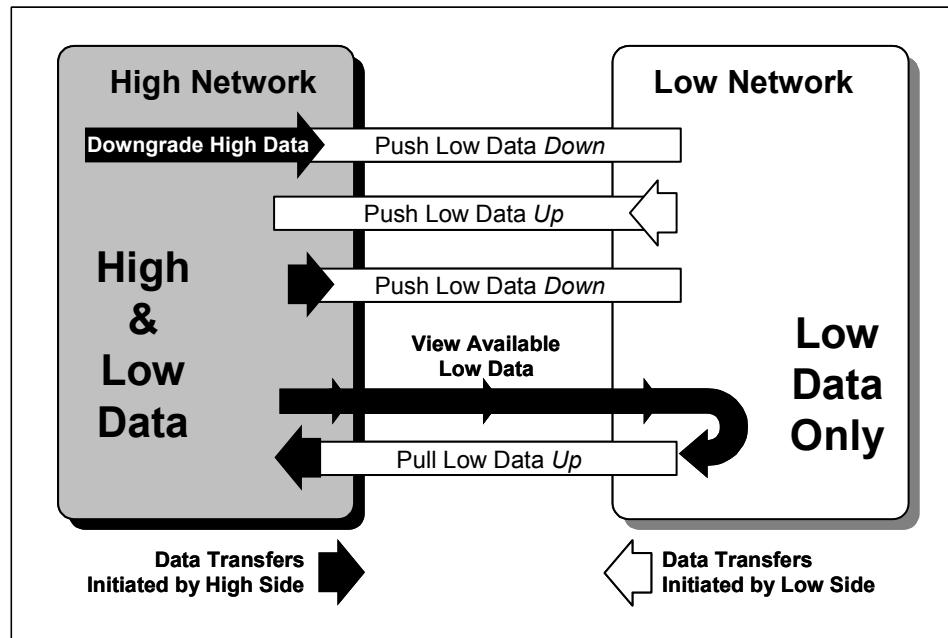 High Network
Low Network
Downgrade High Data
Push Low Data Down
Push Low Data Up
High
&
Low
Data
Push Low Data Down
View Available
Low Data
Low
Data
Only
Pull Low Data Up
Data Transfers
Initiated by High Side
Data Transfers
Initiated by Low Side